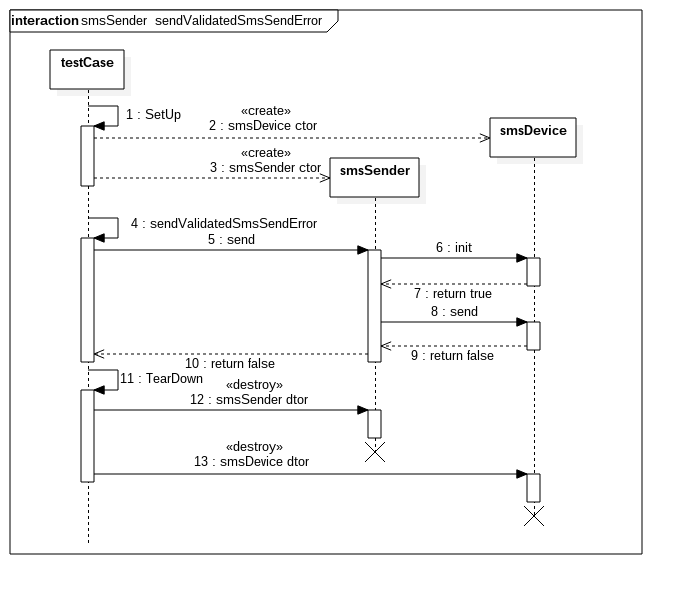 interaction smsSender sendValidatedSmsSendError
testCase
1 : SetUp
«create»
2 : smsDevice ctor
smsDevice
«create»
3 : smsSender ctor
smsSender
4 : sendValidatedSmsSendError
5 : send
6 : init
7 : return true
8 : send
9 : return false
10 : return false
11 : TearDown
«destroy»
12 : smsSender dtor
«destroy»
13 : smsDevice dtor